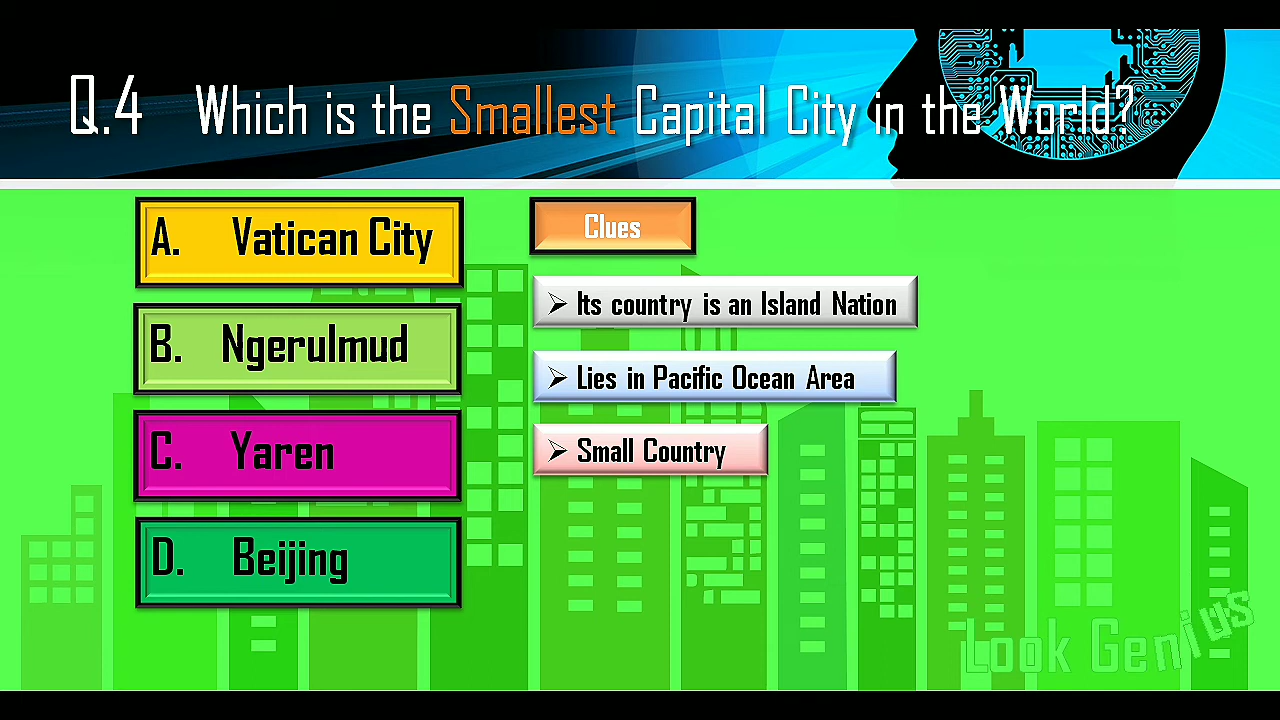 Q.4 Which is the Smallest Capital City in the World?
A. Vatican City
B. Ngerulmud
C. Yaren
D. Beijing
Clues
➢ Its country is an Island Nation
➢ Lies in Pacific Ocean Area
➢ Small Country
Look Genius